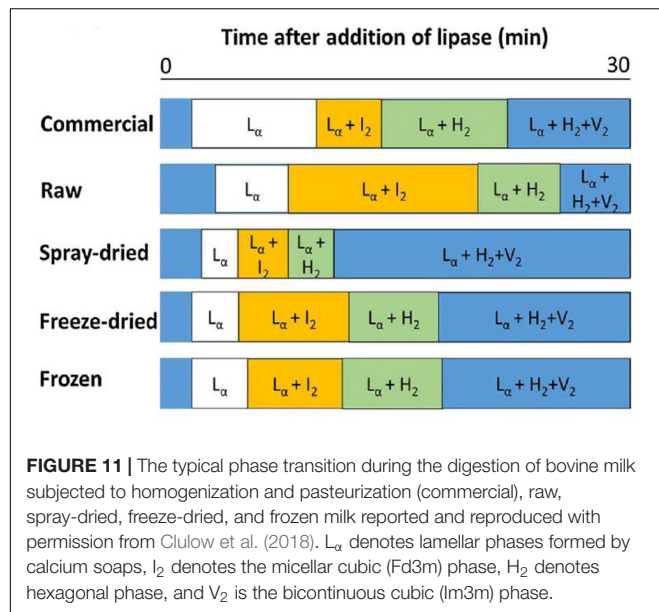 Time after addition of lipase (min)
0 30
Commercial
Lα
Lα + I₂
Lα + H₂
Lα + H₂+V₂
Raw
Lα
Lα + I₂
Lα + H₂
Lα +
H₂+V₂
Spray-dried
Lα
Lα +
I₂
Lα +
H₂
Lα + H₂+V₂
Freeze-dried
Lα
Lα + I₂
Lα + H₂
Lα + H₂+V₂
Frozen
Lα
Lα + I₂
Lα + H₂
Lα + H₂+V₂
FIGURE 11 | The typical phase transition during the digestion of bovine milk
subjected to homogenization and pasteurization (commercial), raw,
spray-dried, freeze-dried, and frozen milk reported and reproduced with
permission from Clulow et al. (2018). Lα denotes lamellar phases formed by
calcium soaps, I₂ denotes the micellar cubic (Fd3m) phase, H₂ denotes
hexagonal phase, and V₂ is the bicontinuous cubic (Im3m) phase.